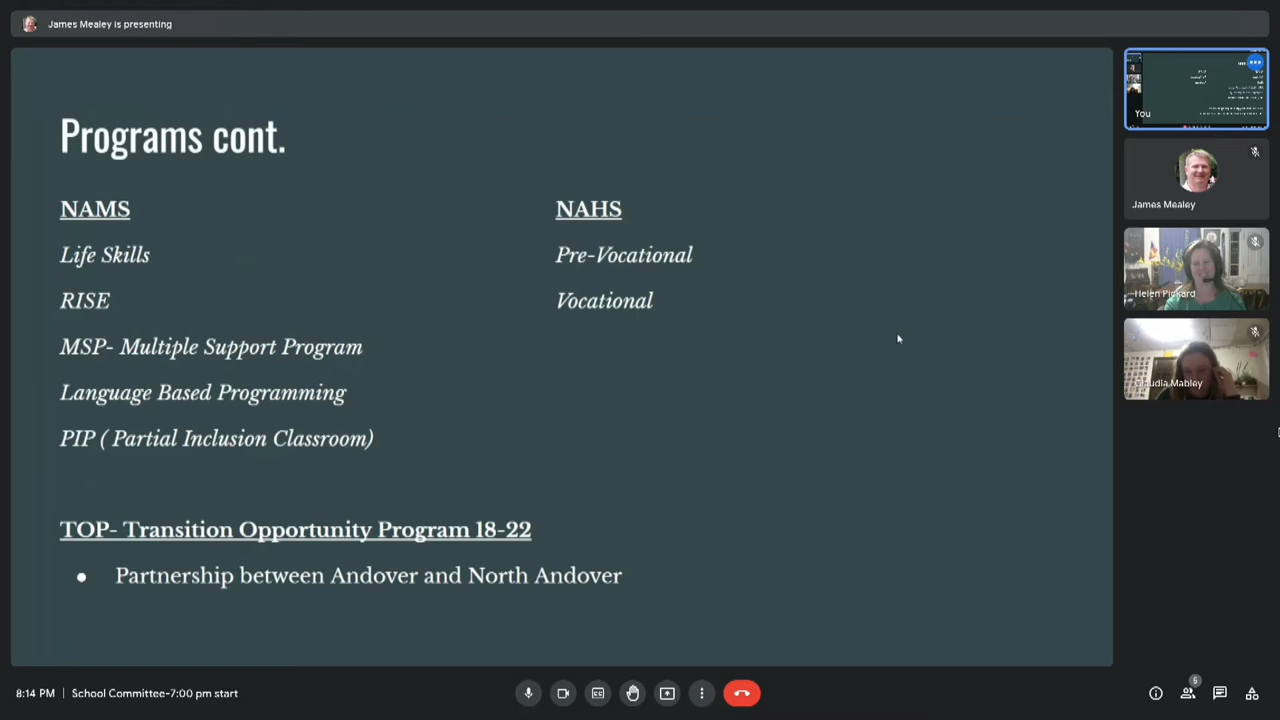 James Mealey is presenting
Programs cont.
NAMS
Life Skills
RISE
MSP- Multiple Support Program
Language Based Programming
PIP ( Partial Inclusion Classroom)
NAHS
Pre-Vocational
Vocational
TOP- Transition Opportunity Program 18-22
● Partnership between Andover and North Andover
You
James Mealey
Helen Pickard
Claudia Mabley
8:14 PM | School Committee-7:00 pm start
5